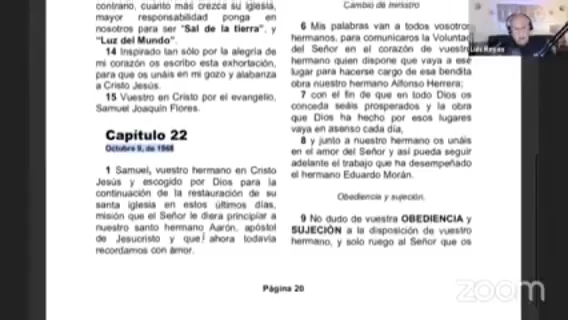 contrario, cuanto más crezca su iglesia,
mayor responsabilidad ponga en
nosotros para ser "Sal de la tierra", y
"Luz del Mundo".
14 Inspirado tan sólo por la alegría de
mi corazón os escribo esta exhortación,
para que os unáis en mi gozo y alabanza
a Cristo Jesús.
15 Vuestro en Cristo por el evangelio,
Samuel Joaquín Flores.
Capítulo 22
Octubre 9, de 1968
1 Samuel, vuestro hermano en Cristo
Jesús y escogido por Dios para la
continuación de la restauración de su
santa iglesia en estos últimos días,
misión que el Señor le diera principiar a
nuestro santo hermano Aarón, apóstol
de Jesucristo y que ahora todavía
recordamos con amor.
Cambio de ministro
6 Mis palabras van a todos vosotros
hermanos, para comunicaros la Voluntad
del Señor en el corazón de vuestro
hermano quien dispone que vaya a ese
lugar para hacerse cargo de esa bendita
obra nuestro hermano Alfonso Herrera;
7 con el fin de que en todo Dios os
conceda seáis prosperados y la obra
que Dios ha hecho por esos lugares
vaya en asenso cada día,
8 y junto a nuestro hermano os unáis
en el amor del Señor y así pueda seguir
adelante el trabajo que ha desempeñado
el hermano Eduardo Morán.
Obediencia y sujeción.
9 No dudo de vuestra OBEDIENCIA y
SUJECIÓN a la disposición de vuestro
hermano, y solo ruego al Señor que os
Página 20
zoom